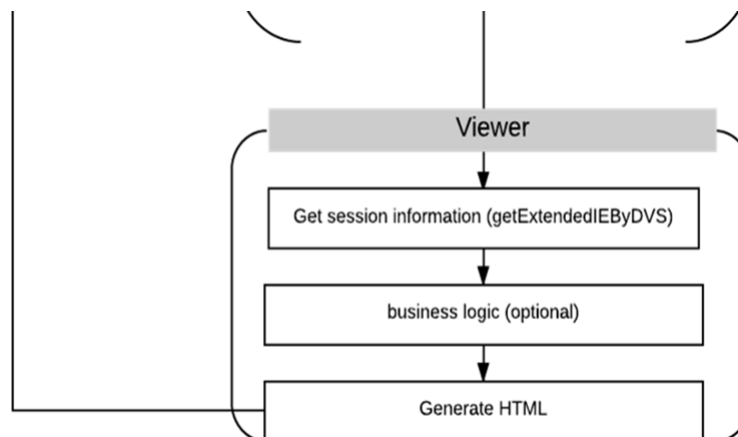 Viewer
Get session information (getExtendedIEByDVS)
business logic (optional)
Generate HTML